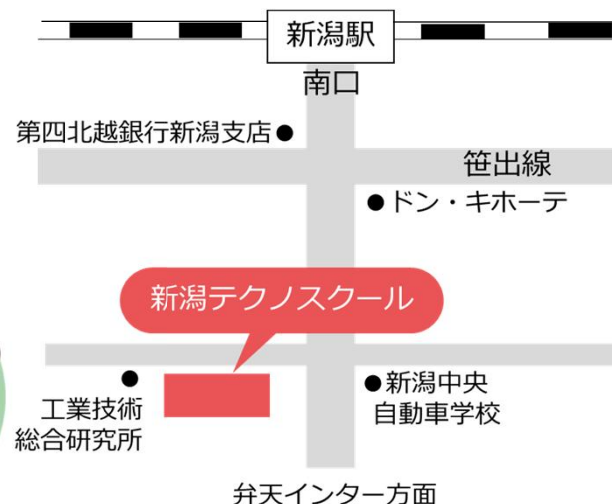 新潟駅
南口
第四北越銀行新潟支店●
笹出線
●ドン・キホーテ
新潟テクノスクール
●新潟中央
自動車学校
●
工業技術
総合研究所
弁天インター方面